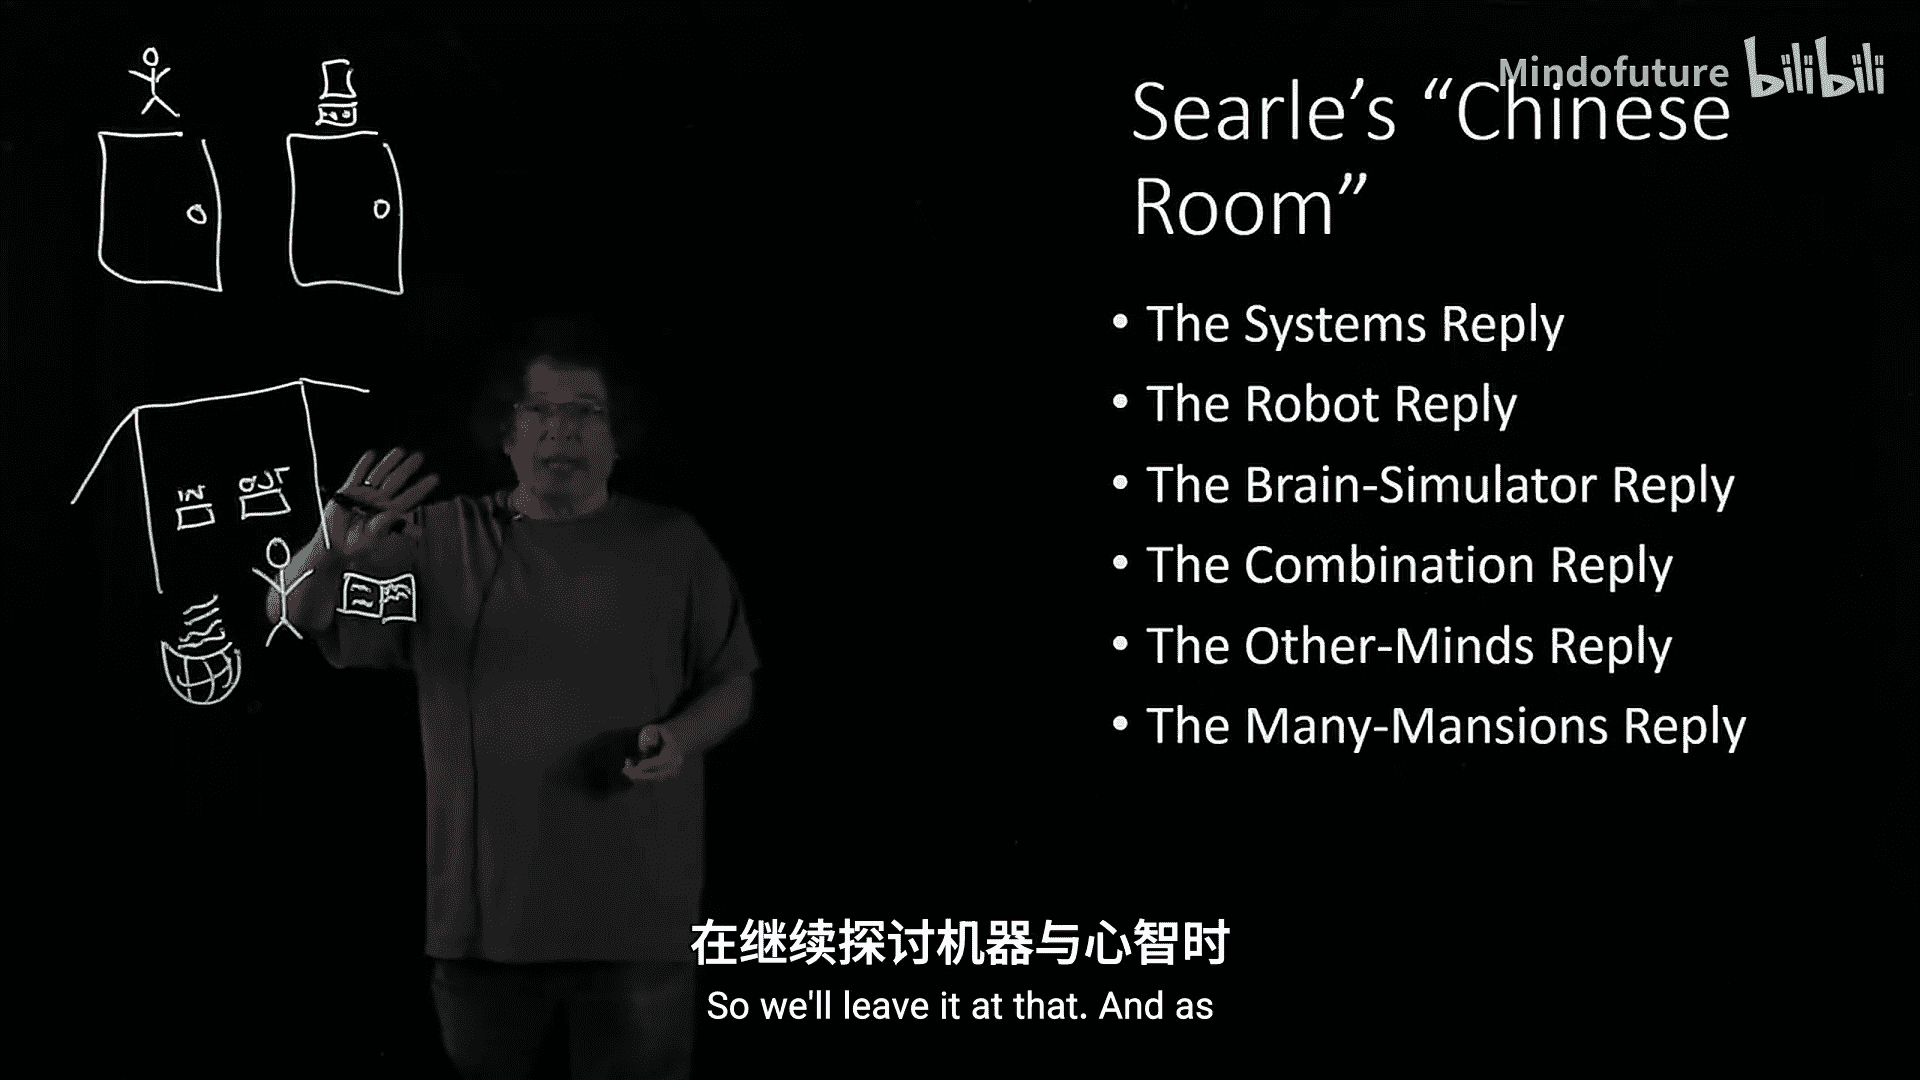 Mindofuture bilibili
Searle's “Chinese
Room”
• The Systems Reply
• The Robot Reply
• The Brain-Simulator Reply
• The Combination Reply
• The Other-Minds Reply
• The Many-Mansions Reply
IN OUT
在继续探讨机器与心智时
So we'll leave it at that. And as